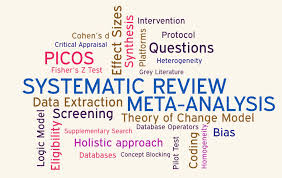 Cohen's d
Critical Appraisal
PICOS
Fisher's Z Test
Effect Sizes
Synthesis
Platforms
Intervention
Protocol
Questions
Heterogeneity
Grey Literature
SYSTEMATIC REVIEW
Data Extraction
META-ANALYSIS
Screening
Theory of Change Model
Logic Model
Eligibility
Supplementary Search
Database Operators
Bias
Holistic approach
Databases
Concept Blocking
Pilot Test
Coding
Homogeneity